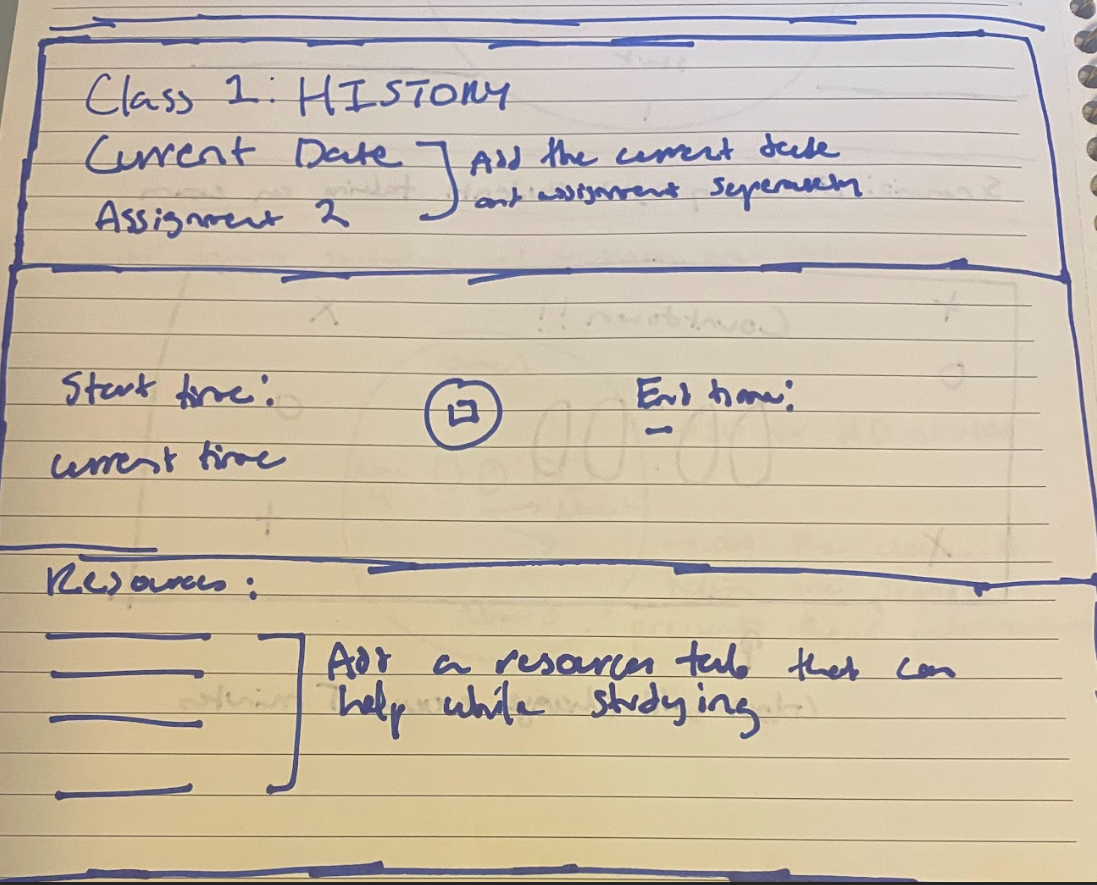 Class 1: HISTORY
Current Date
Assignment 2
Add the current date
and assignment seperately
Start time:
End time:
current time
Resources:
Add a resources tab that can
help while studying